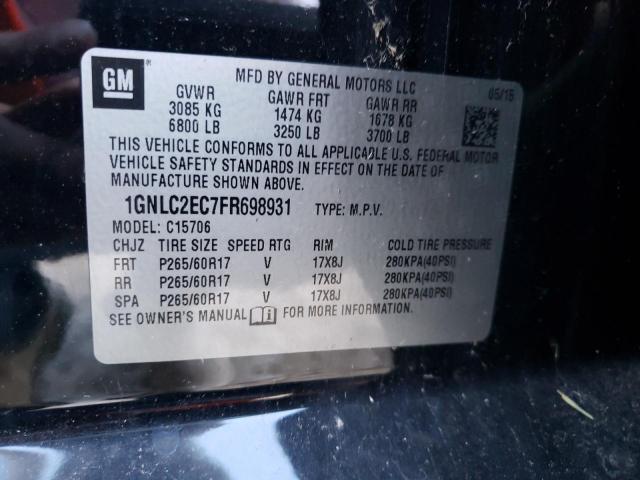 GM ®
MFD BY GENERAL MOTORS LLC
05/15
GVWR GAWR FRT GAWR RR
3085 KG 1474 KG 1678 KG
6800 LB 3250 LB 3700 LB
THIS VEHICLE CONFORMS TO ALL APPLICABLE U.S. FEDERAL MOTOR
VEHICLE SAFETY STANDARDS IN EFFECT ON THE DATE OF
MANUFACTURE SHOWN ABOVE.
1GNLC2EC7FR698931 TYPE: M.P.V.
MODEL: C15706
CHJZ TIRE SIZE SPEED RTG RIM COLD TIRE PRESSURE
FRT P265/60R17 V 17X8J 280KPA(40PSI)
RR P265/60R17 V 17X8J 280KPA(40PSI)
SPA P265/60R17 V 17X8J 280KPA(40PSI)
SEE OWNER'S MANUAL FOR MORE INFORMATION.